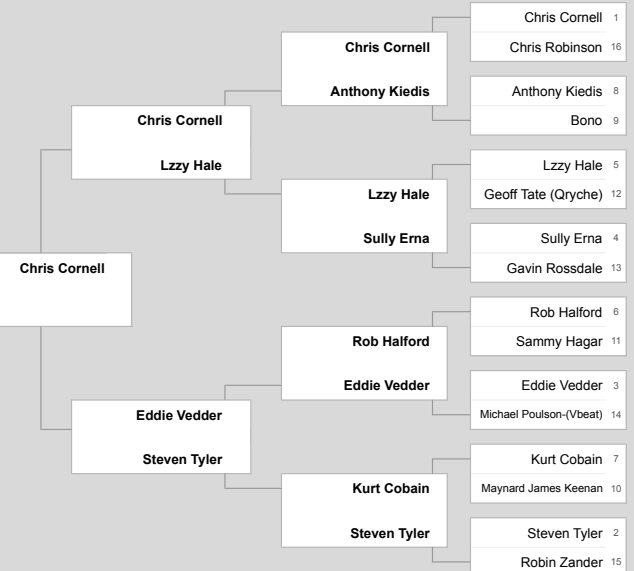 Chris Cornell 1
Chris Robinson 16
Anthony Kiedis 8
Bono 9
Lzzy Hale 5
Geoff Tate (Qryche) 12
Sully Erna 4
Gavin Rossdale 13
Rob Halford 6
Sammy Hagar 11
Eddie Vedder 3
Michael Poulson-(Vbeat) 14
Kurt Cobain 7
Maynard James Keenan 10
Steven Tyler 2
Robin Zander 15
Chris Cornell
Anthony Kiedis
Lzzy Hale
Sully Erna
Rob Halford
Eddie Vedder
Kurt Cobain
Steven Tyler
Chris Cornell
Lzzy Hale
Eddie Vedder
Steven Tyler
Chris Cornell